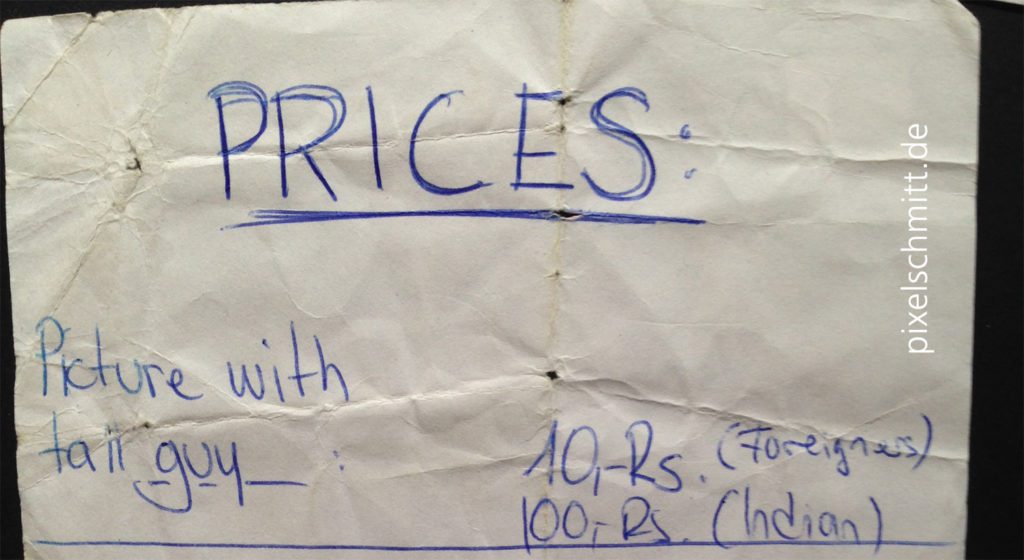 PRICES:
Picture with
tall guy :
10,-Rs. (Foreigners)
100,-Rs. (Indian)
pixelschmitt.de